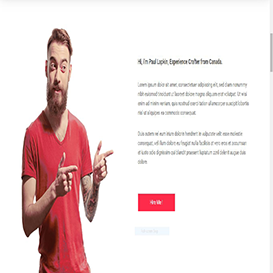 Hi, I'm Paul Lapkin, Experience Crafter from Canada.
Lorem ipsum dolor sit amet, consectetuer adipiscing elit, sed diam nonummy
nibh euismod tincidunt ut laoreet dolore magna aliquam erat volutpat. Ut wisi
enim ad minim veniam, quis nostrud exerci tation ullamcorper suscipit lobortis
nisl ut aliquip ex ea commodo consequat.
Duis autem vel eum iriure dolor in hendrerit in vulputate velit esse molestie
consequat, vel illum dolore eu feugiat nulla facilisis at vero eros et accumsan
et iusto odio dignissim qui blandit praesent luptatum zzril delenit augue duis
dolore.
Hire Me!